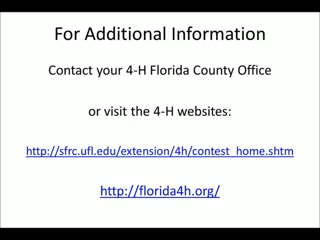 For Additional Information
Contact your 4-H Florida County Office
or visit the 4-H websites:
http://sfrc.ufl.edu/extension/4h/contest_home.shtm
http://florida4h.org/